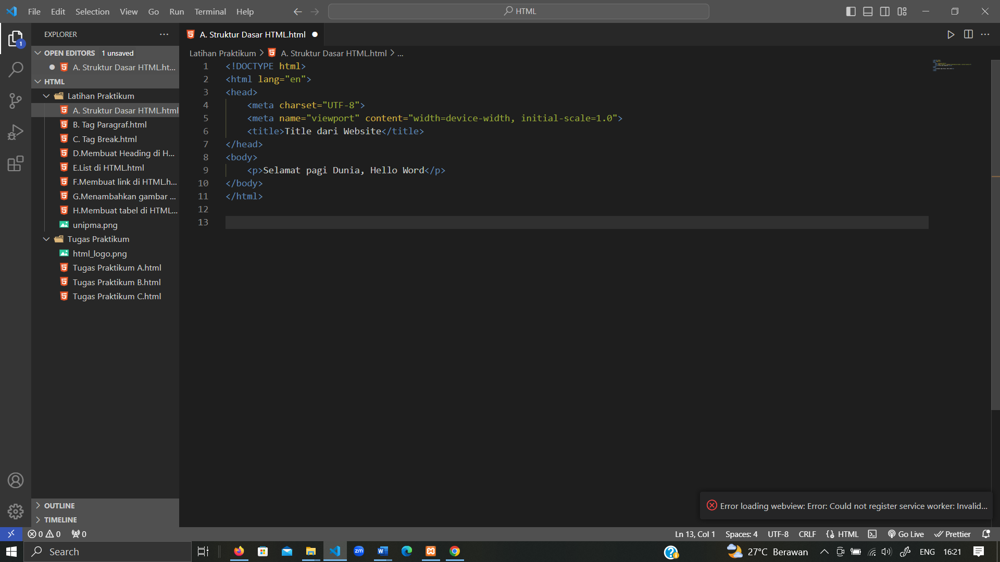 File Edit Selection View Go Run Terminal Help
HTML
EXPLORER
OPEN EDITORS 1 unsaved
A. Struktur Dasar HTML.ht...
HTML
Latihan Praktikum
A. Struktur Dasar HTML.html
B. Tag Paragraf.html
C. Tag Break.html
D.Membuat Heading di H...
E.List di HTML.html
F.Membuat link di HTML.h...
G.Menambahkan gambar ...
H.Membuat tabel di HTML...
unipma.png
Tugas Praktikum
html_logo.png
Tugas Praktikum A.html
Tugas Praktikum B.html
Tugas Praktikum C.html
OUTLINE
TIMELINE
1
A. Struktur Dasar HTML.html
Latihan Praktikum > A. Struktur Dasar HTML.html > ...
1 <!DOCTYPE html>
2 <html lang="en">
3 <head>
4 <meta charset="UTF-8">
5 <meta name="viewport" content="width=device-width, initial-scale=1.0">
6 <title>Title dari Website</title>
7 </head>
8 <body>
9 <p>Selamat pagi Dunia, Hello Word</p>
10 </body>
11 </html>
12
13
Error loading webview: Error: Could not register service worker: Invalid...
0 0 0 Ln 13, Col 1 Spaces: 4 UTF-8 CRLF HTML Go Live Prettier
Search zm W 27°C Berawan ENG 16:21